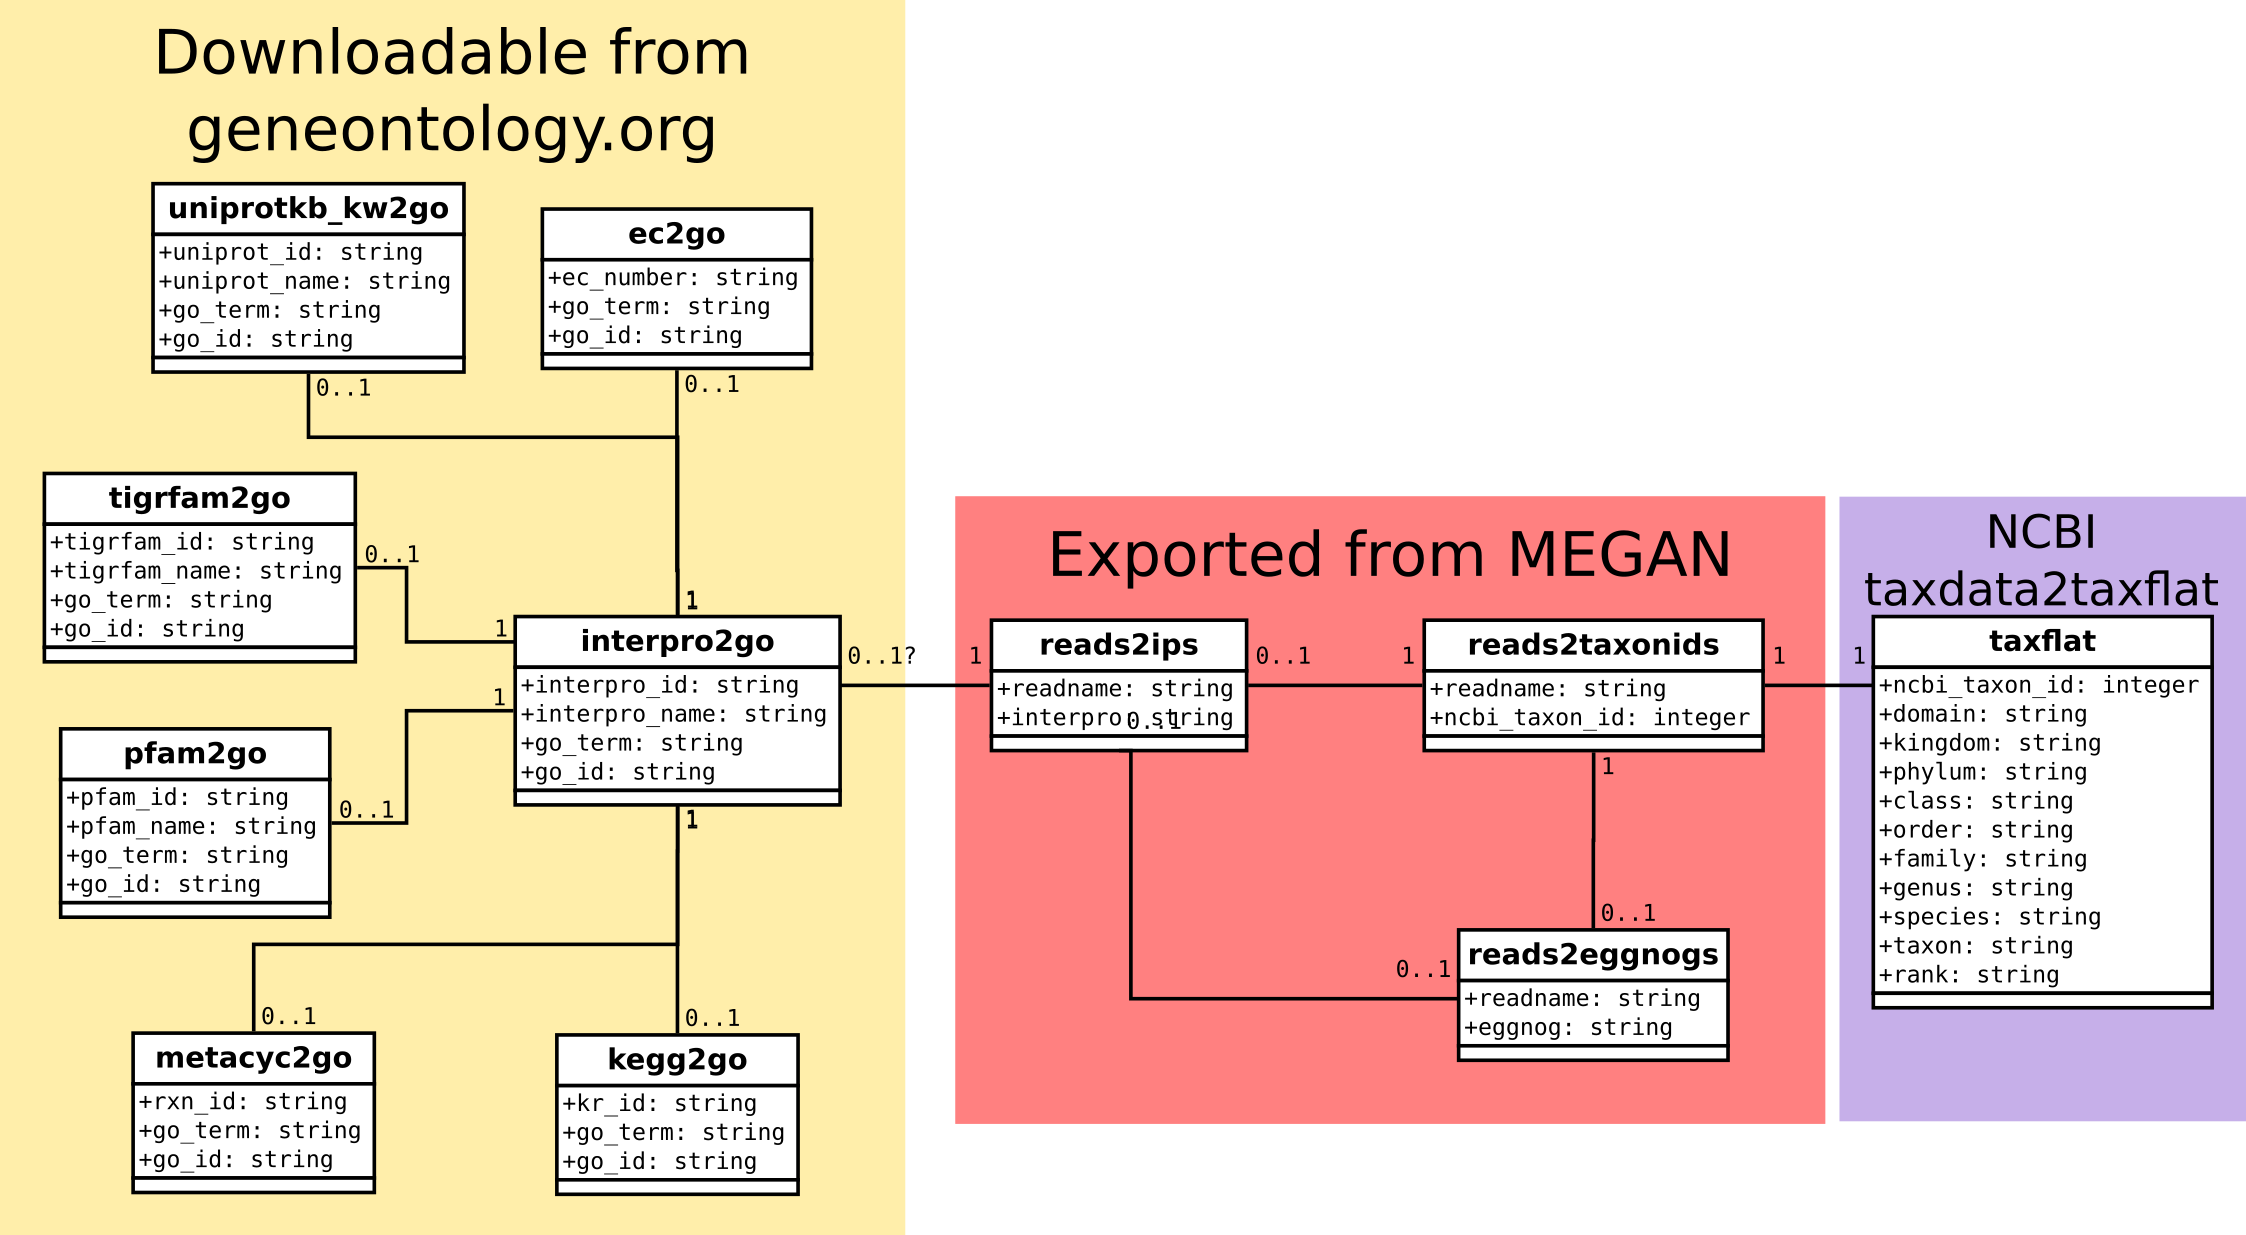 Downloadable from
geneontology.org
uniprotkb_kw2go
+uniprot_id: string
+uniprot_name: string
+go_term: string
+go_id: string
0..1
ec2go
+ec_number: string
+go_term: string
+go_id: string
0..1
tigrfam2go
+tigrfam_id: string
+tigrfam_name: string
+go_term: string
+go_id: string
0..1
1
1
interpro2go
+interpro_id: string
+interpro_name: string
+go_term: string
+go_id: string
0..1?
1
1
pfam2go
+pfam_id: string
+pfam_name: string
+go_term: string
+go_id: string
0..1
metacyc2go
+rxn_id: string
+go_term: string
+go_id: string
0..1
kegg2go
+kr_id: string
+go_term: string
+go_id: string
0..1
Exported from MEGAN
1
reads2ips
+readname: string
+interpro: string
0..1
0..1
1
reads2taxonids
+readname: string
+ncbi_taxon_id: integer
1
1
0..1
0..1
reads2eggnogs
+readname: string
+eggnog: string
NCBI
taxdata2taxflat
1
taxflat
+ncbi_taxon_id: integer
+domain: string
+kingdom: string
+phylum: string
+class: string
+order: string
+family: string
+genus: string
+species: string
+taxon: string
+rank: string